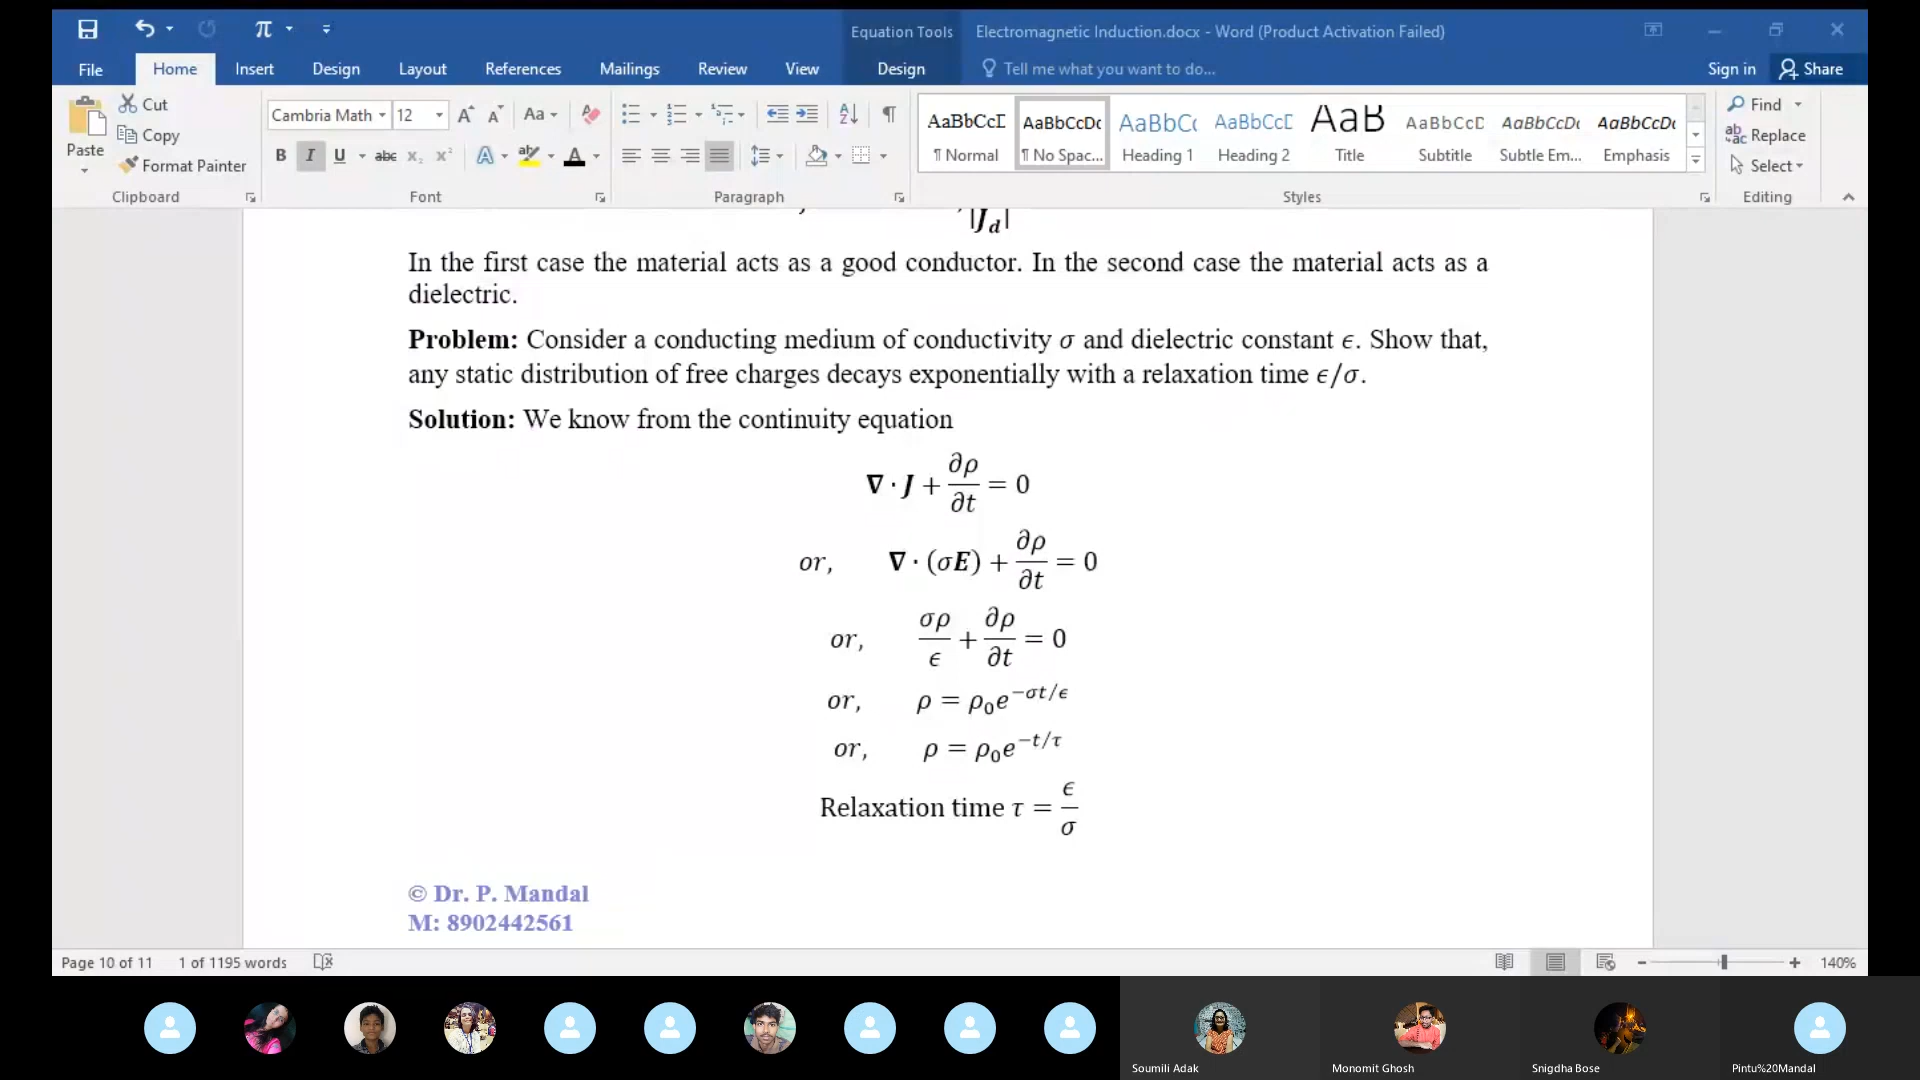 Equation Tools
Electromagnetic Induction.docx - Word (Product Activation Failed)
File Home Insert Design Layout References Mailings Review View Design Tell me what you want to do... Sign in Share
Cut
Copy
Format Painter
Paste
Clipboard
Cambria Math 12
Font
Paragraph
AaBbCcD AaBbCcDc AaBbCc AaBbCcD AaB AaBbCcD AaBbCcDc AaBbCcDc
¶ Normal ¶ No Spac... Heading 1 Heading 2 Title Subtitle Subtle Em... Emphasis
Styles
Find
Replace
Select
Editing
|J_d|
In the first case the material acts as a good conductor. In the second case the material acts as a
dielectric.
Problem: Consider a conducting medium of conductivity σ and dielectric constant ϵ. Show that,
any static distribution of free charges decays exponentially with a relaxation time ϵ/σ.
Solution: We know from the continuity equation
∇ · J + ∂ρ/∂t = 0
or, ∇ · (σE) + ∂ρ/∂t = 0
or, σρ/ϵ + ∂ρ/∂t = 0
or, ρ = ρ₀e^{−σt/ϵ}
or, ρ = ρ₀e^{−t/τ}
Relaxation time τ = ϵ/σ
© Dr. P. Mandal
M: 8902442561
Page 10 of 11 1 of 1195 words 140%
Soumili Adak Monomit Ghosh Snigdha Bose Pintu%20Mandal